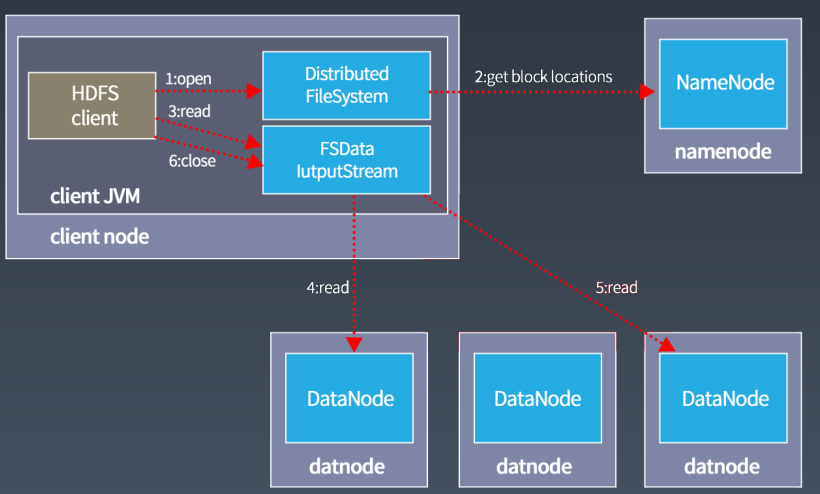 HDFS
client
1:open
3:read
6:close
Distributed
FileSystem
FSData
IutputStream
client JVM
client node
2:get block locations
NameNode
namenode
4:read
5:read
DataNode
datnode
DataNode
datnode
DataNode
datnode